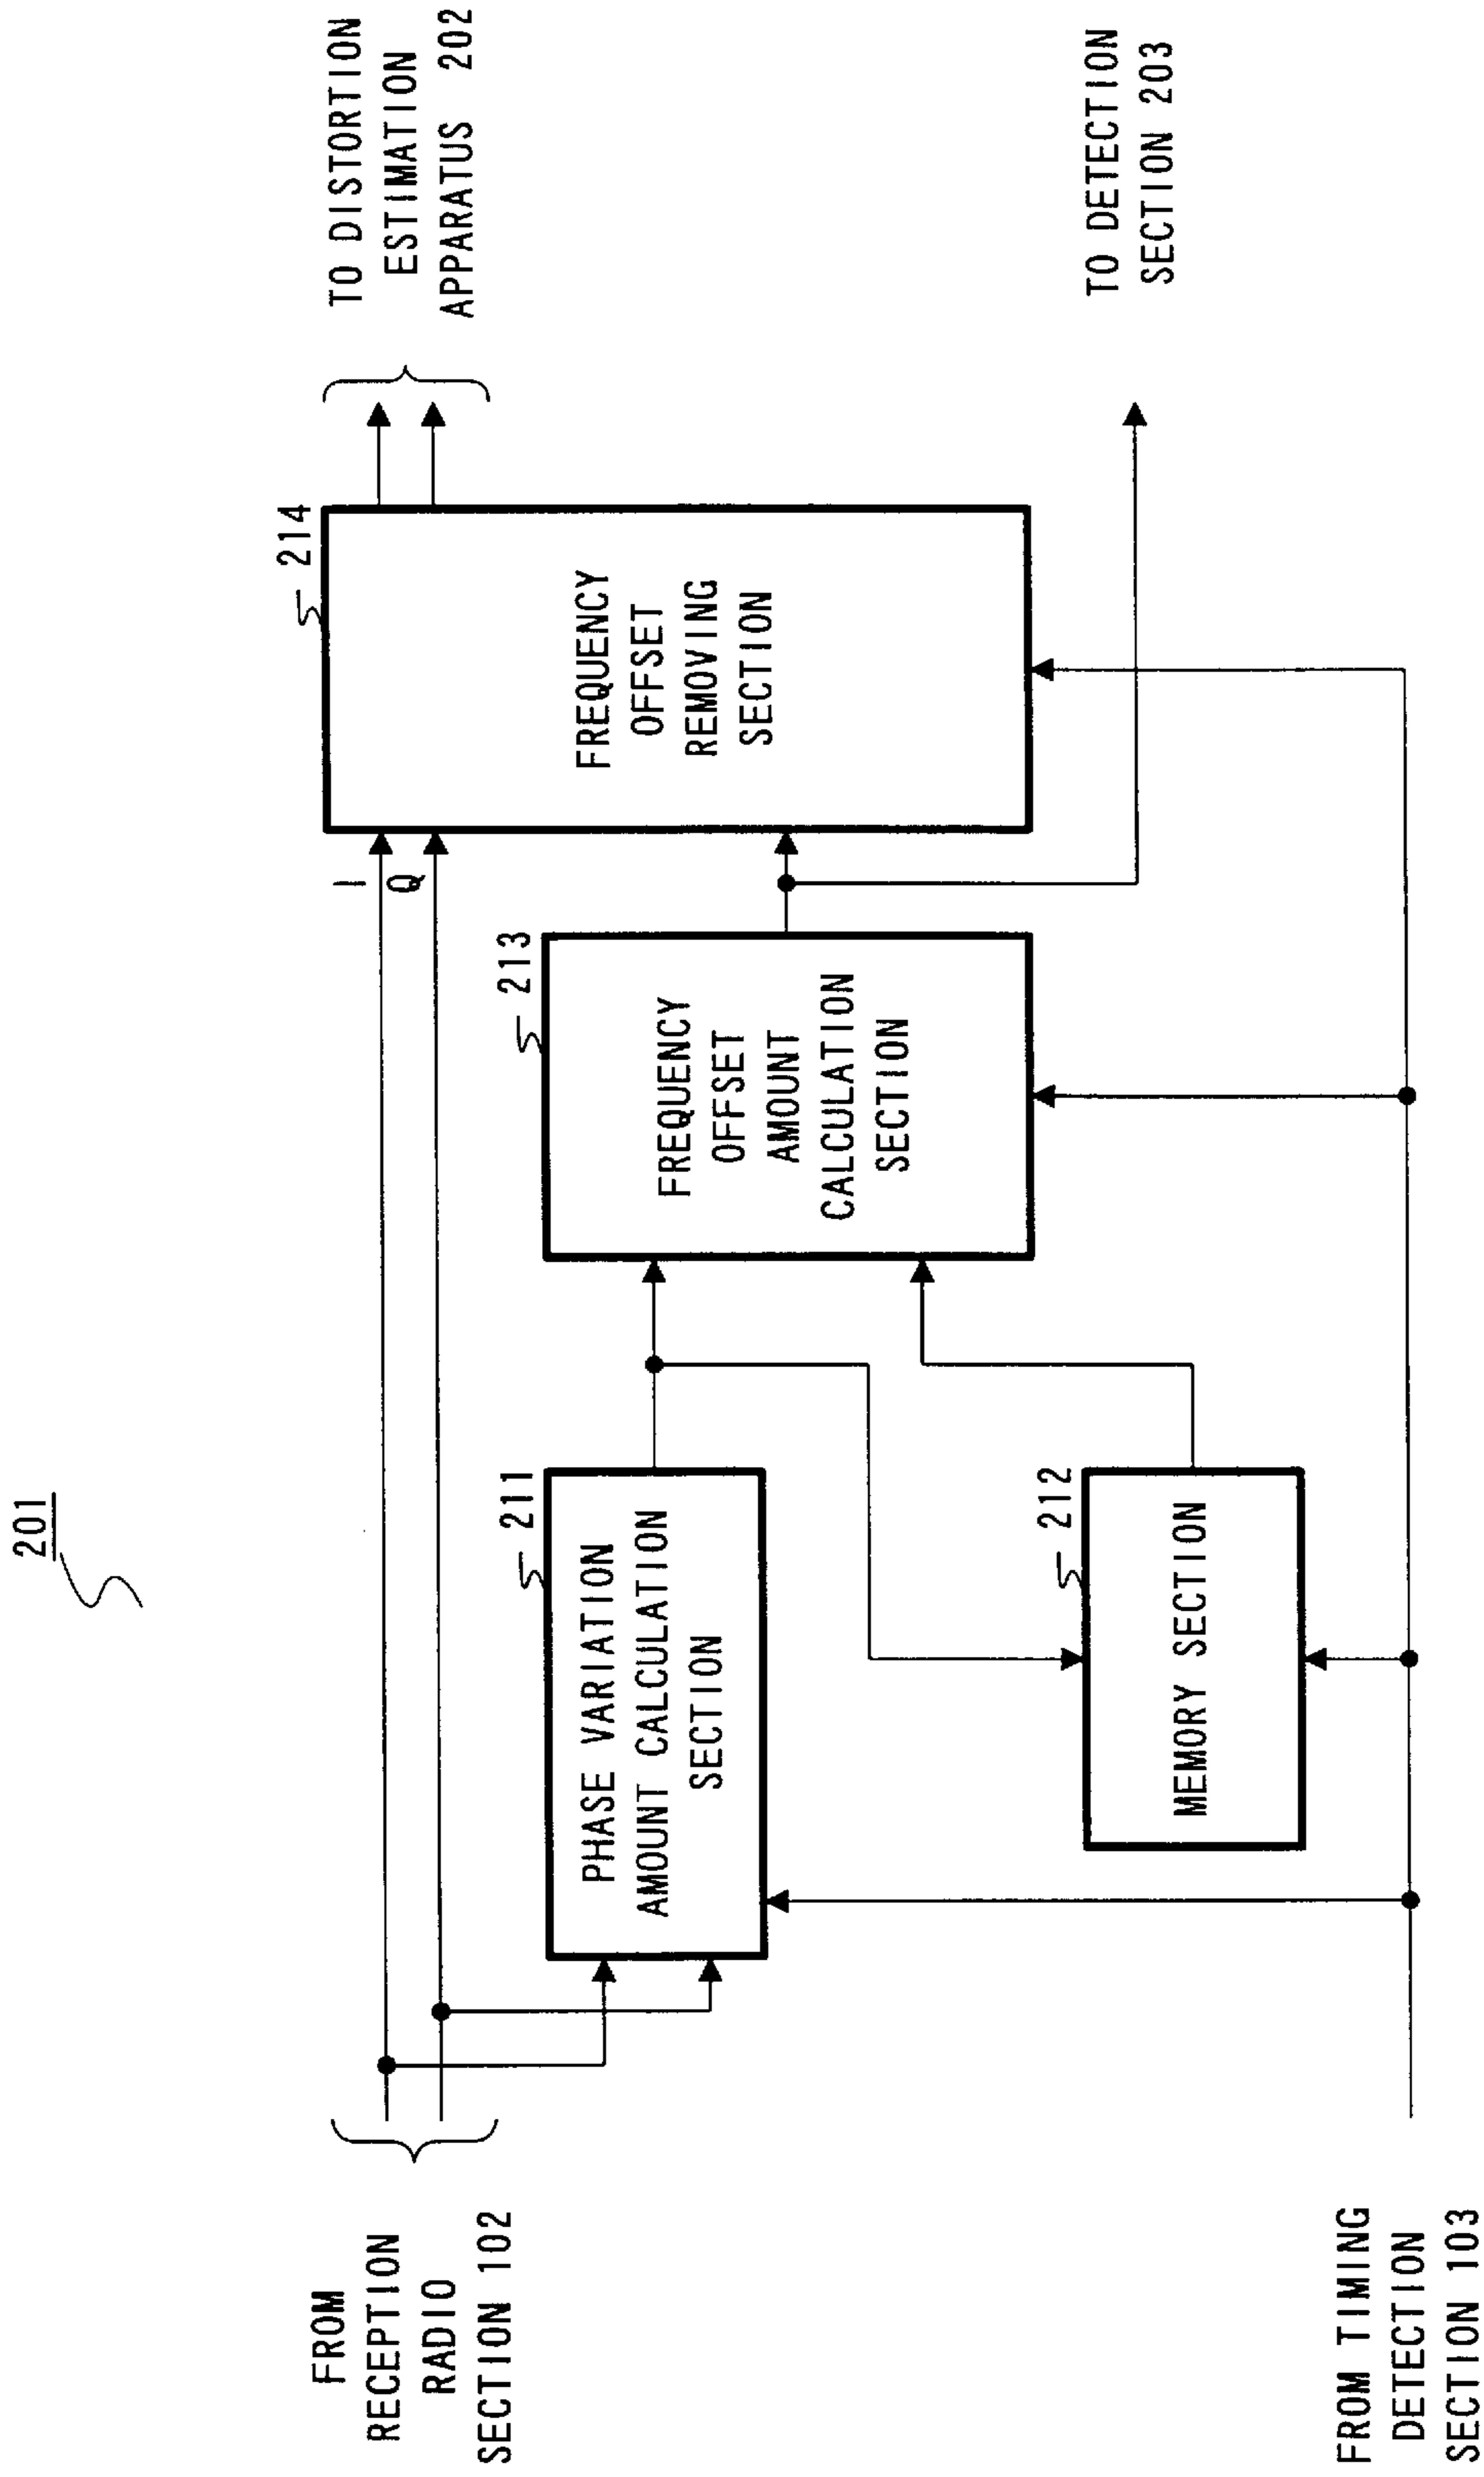 201
FROM
RECEPTION
RADIO
SECTION 102
I
Q
214
FREQUENCY
OFFSET
REMOVING
SECTION
TO DISTORTION
ESTIMATION
APPARATUS 202
211
PHASE VARIATION
AMOUNT CALCULATION
SECTION
213
FREQUENCY
OFFSET
AMOUNT
CALCULATION
SECTION
212
MEMORY SECTION
TO DETECTION
SECTION 203
FROM TIMING
DETECTION
SECTION 103